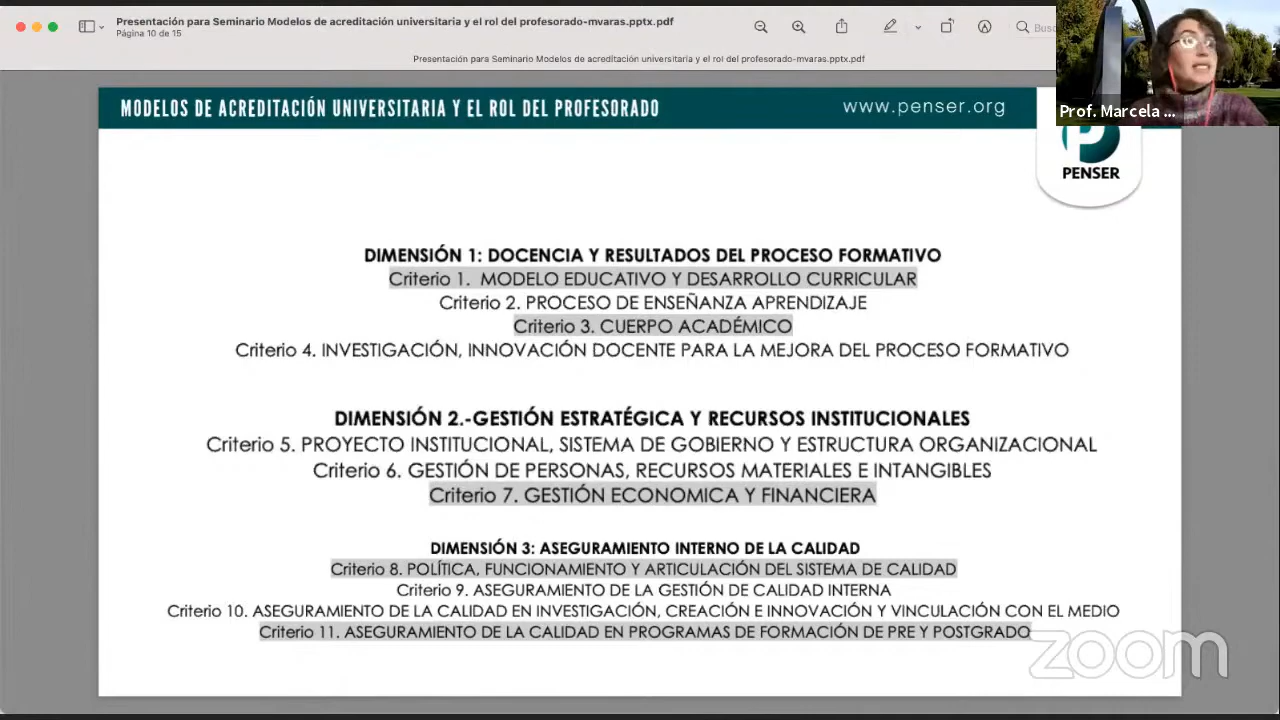 Presentación para Seminario Modelos de acreditación universitaria y el rol del profesorado-mvaras.pptx.pdf
Página 10 de 15
Busc
Presentación para Seminario Modelos de acreditación universitaria y el rol del profesorado-mvaras.pptx.pdf
Prof. Marcela ...
MODELOS DE ACREDITACIÓN UNIVERSITARIA Y EL ROL DEL PROFESORADO
www.penser.org
PENSER
DIMENSIÓN 1: DOCENCIA Y RESULTADOS DEL PROCESO FORMATIVO
Criterio 1. MODELO EDUCATIVO Y DESARROLLO CURRICULAR
Criterio 2. PROCESO DE ENSEÑANZA APRENDIZAJE
Criterio 3. CUERPO ACADÉMICO
Criterio 4. INVESTIGACIÓN, INNOVACIÓN DOCENTE PARA LA MEJORA DEL PROCESO FORMATIVO
DIMENSIÓN 2.-GESTIÓN ESTRATÉGICA Y RECURSOS INSTITUCIONALES
Criterio 5. PROYECTO INSTITUCIONAL, SISTEMA DE GOBIERNO Y ESTRUCTURA ORGANIZACIONAL
Criterio 6. GESTIÓN DE PERSONAS, RECURSOS MATERIALES E INTANGIBLES
Criterio 7. GESTIÓN ECONOMICA Y FINANCIERA
DIMENSIÓN 3: ASEGURAMIENTO INTERNO DE LA CALIDAD
Criterio 8. POLÍTICA, FUNCIONAMIENTO Y ARTICULACIÓN DEL SISTEMA DE CALIDAD
Criterio 9. ASEGURAMIENTO DE LA GESTIÓN DE CALIDAD INTERNA
Criterio 10. ASEGURAMIENTO DE LA CALIDAD EN INVESTIGACIÓN, CREACIÓN E INNOVACIÓN Y VINCULACIÓN CON EL MEDIO
Criterio 11. ASEGURAMIENTO DE LA CALIDAD EN PROGRAMAS DE FORMACIÓN DE PRE Y POSTGRADO
zoom